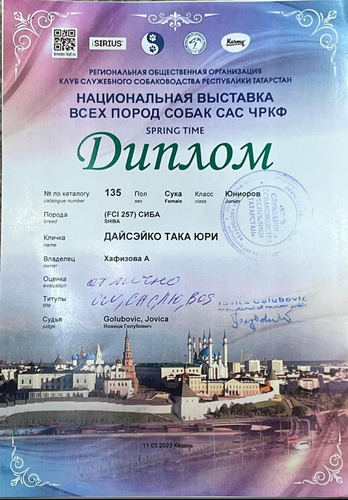 SIRIUS
Karmy
РЕГИОНАЛЬНАЯ ОБЩЕСТВЕННАЯ ОРГАНИЗАЦИЯ
КЛУБ СЛУЖЕБНОГО СОБАКОВОДСТВА РЕСПУБЛИКИ ТАТАРСТАН
НАЦИОНАЛЬНАЯ ВЫСТАВКА
ВСЕХ ПОРОД СОБАК САС ЧРКФ
SPRING TIME
Диплом
№ по каталогу 135 Пол Сука Класс Юниоров
catalogue number sex Female class Junior
Порода (FCI 257) СИБА
breed SHIBA
Кличка ДАЙСЭЙКО ТАКА ЮРИ
name
Владелец Хафизова А
owner
Оценка отлично
evaluation
Титулы
title
Jovica Golubovic
Судья Golubovic, Jovica
judge Йовица Голубович
11.03.2023 Казань